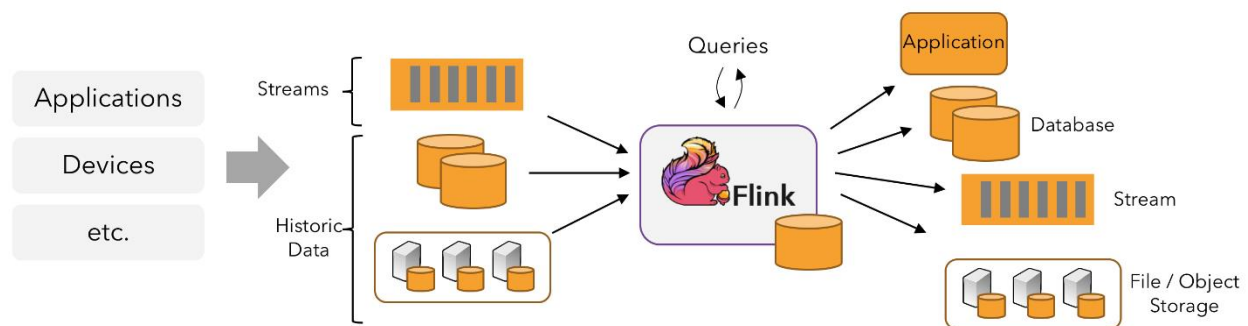 Applications
Devices
etc.
Streams
Historic
Data
Queries
Flink
Application
Database
Stream
File / Object
Storage